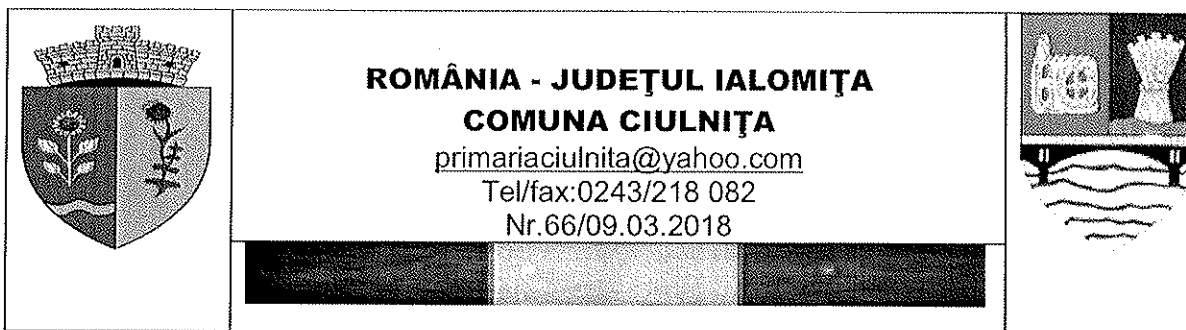 ROMÂNIA - JUDEŢUL IALOMIŢA
COMUNA CIULNIŢA
primariaciulnita@yahoo.com
Tel/fax:0243/218 082
Nr.66/09.03.2018